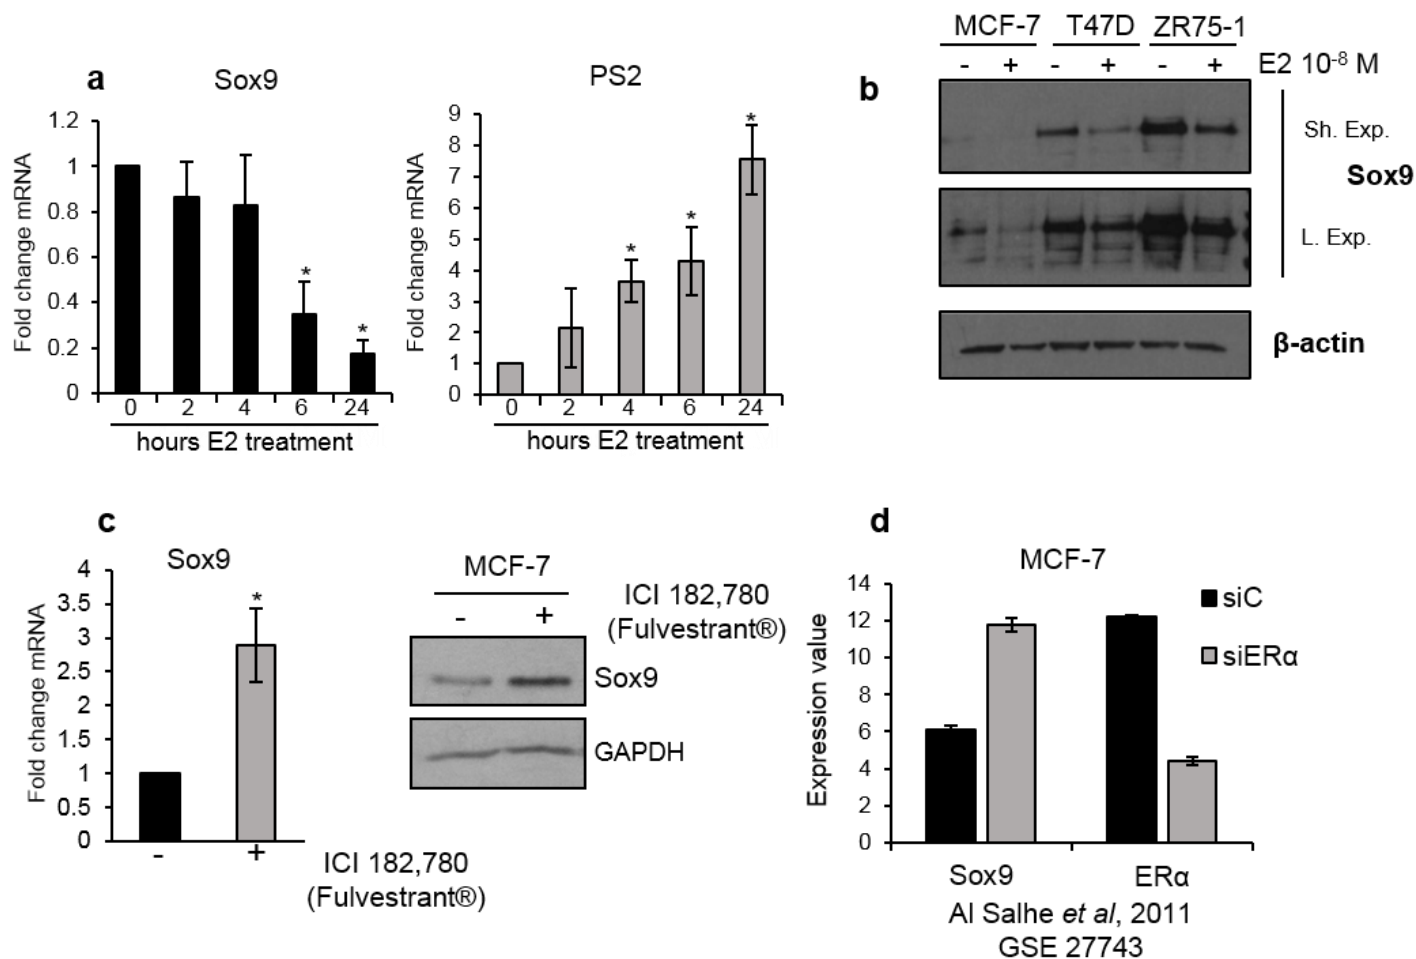 a
Sox9
Fold change mRNA
1.2
1
0.8
0.6
0.4
0.2
0
*
*
0 2 4 6 24
hours E2 treatment
PS2
Fold change mRNA
9
8
7
6
5
4
3
2
1
0
*
*
*
0 2 4 6 24
hours E2 treatment
b
MCF-7 T47D ZR75-1
- + - + - + E2 10-8 M
Sh. Exp.
Sox9
L. Exp.
β-actin
c
Sox9
Fold change mRNA
4
3.5
3
2.5
2
1.5
1
0.5
0
*
- +
ICI 182,780
(Fulvestrant®)
MCF-7
- +
ICI 182,780
(Fulvestrant®)
Sox9
GAPDH
d
MCF-7
Expression value
14
12
10
8
6
4
2
0
siC
siERα
Sox9 ERα
Al Salhe et al, 2011
GSE 27743